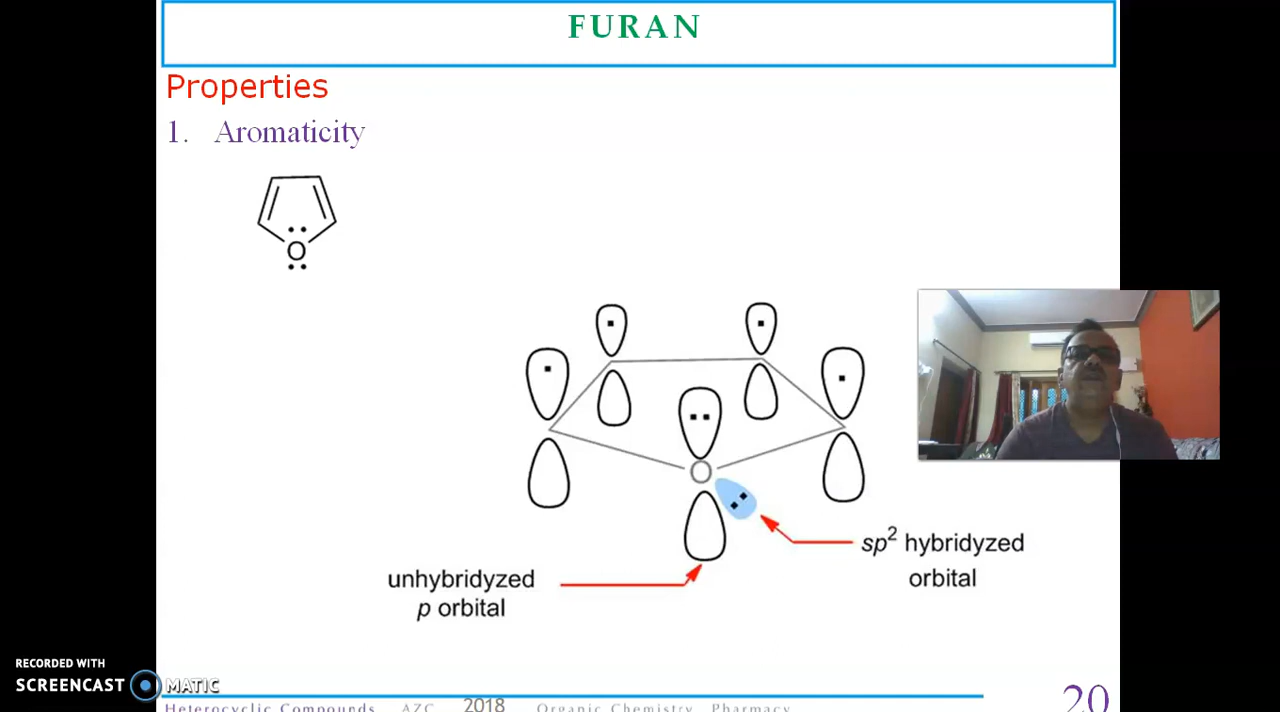 FURAN
Properties
1. Aromaticity
O
O
sp² hybridyzed
orbital
unhybridyzed
p orbital
RECORDED WITH
SCREENCAST MATIC
Heterocyclic Compounds AZC 2018 Organic Chemistry Pharmacy
20